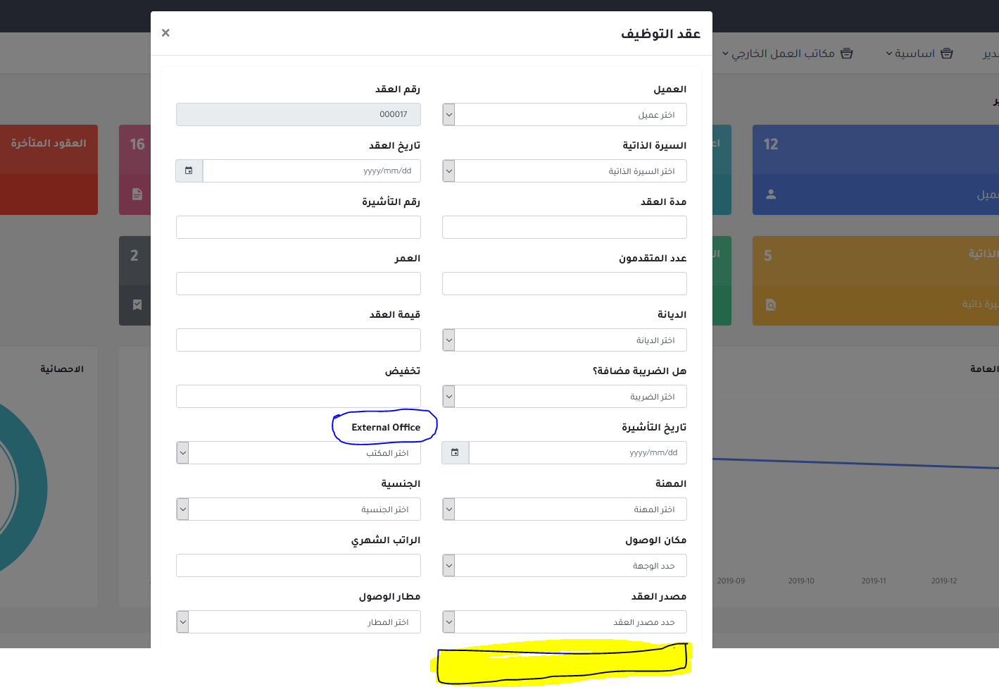 عقد التوظيف ×
مكاتب العمل الخارجي
اساسية
العميل
رقم العقد
اختر عميل
000017
السيرة الذاتية
تاريخ العقد
اختر السيرة الذاتية
yyyy/mm/dd
مدة العقد
رقم التأشيرة
عدد المتقدمون
العمر
الديانة
قيمة العقد
اختر الديانة
هل الضريبة مضافة؟
تخفيض
اختر الضريبة
تاريخ التأشيرة
External Office
yyyy/mm/dd
اختر المكتب
المهنة
الجنسية
اختر المهنة
اختر الجنسية
مكان الوصول
الراتب الشهري
حدد الوجهة
مصدر العقد
مطار الوصول
حدد مصدر العقد
اختر المطار
12
عميل
5
الذاتية
سيرة ذاتية
العامة
16
العقود المتأخرة
2
الاحصائية
2019-09
2019-10
2019-11
2019-12